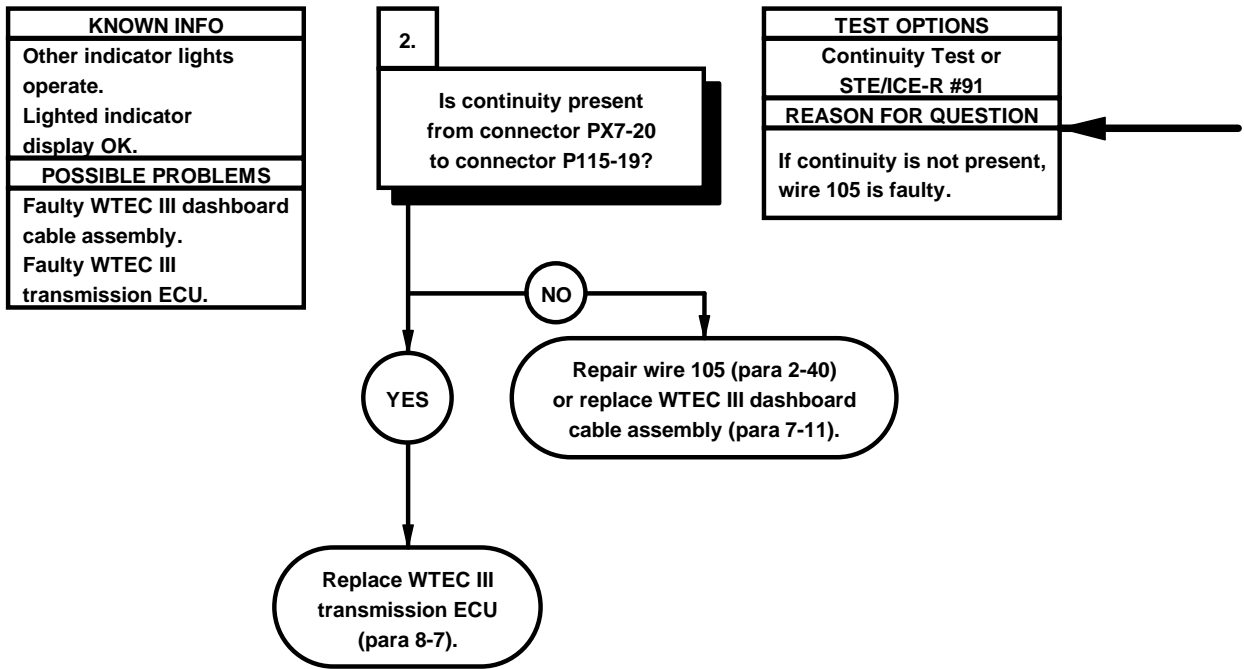 KNOWN INFO
Other indicator lights
operate.
Lighted indicator
display OK.
POSSIBLE PROBLEMS
Faulty WTEC III dashboard
cable assembly.
Faulty WTEC III
transmission ECU.
2.
Is continuity present
from connector PX7-20
to connector P115-19?
TEST OPTIONS
Continuity Test or
STE/ICE-R #91
REASON FOR QUESTION
If continuity is not present,
wire 105 is faulty.
NO
YES
Repair wire 105 (para 2-40)
or replace WTEC III dashboard
cable assembly (para 7-11).
Replace WTEC III
transmission ECU
(para 8-7).